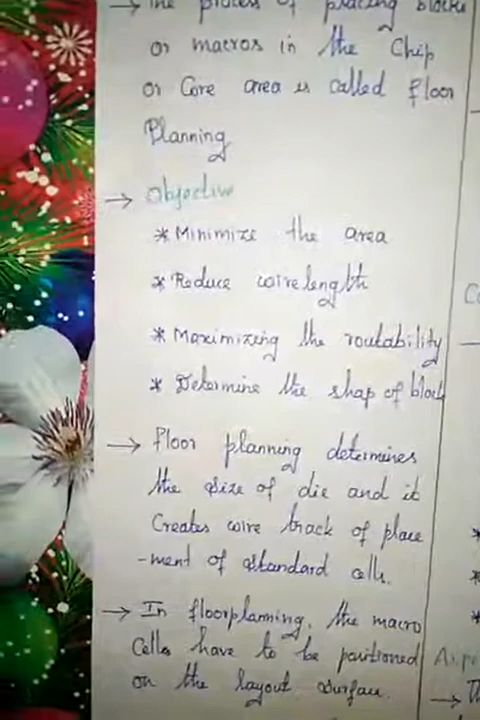 → The process of placing blocks
or macros in the Chip
or Core area is called floor
Planning
→ Objective
* Minimize the area
* Reduce wirelength
* Maximizing the routability
* Determine the shap of block
→ Floor planning determines
the size of die and it
Creates wire track of place
-ment of standard cells.
→ In floorplanning, the macro
Cells have to be positioned
on the layout surface.